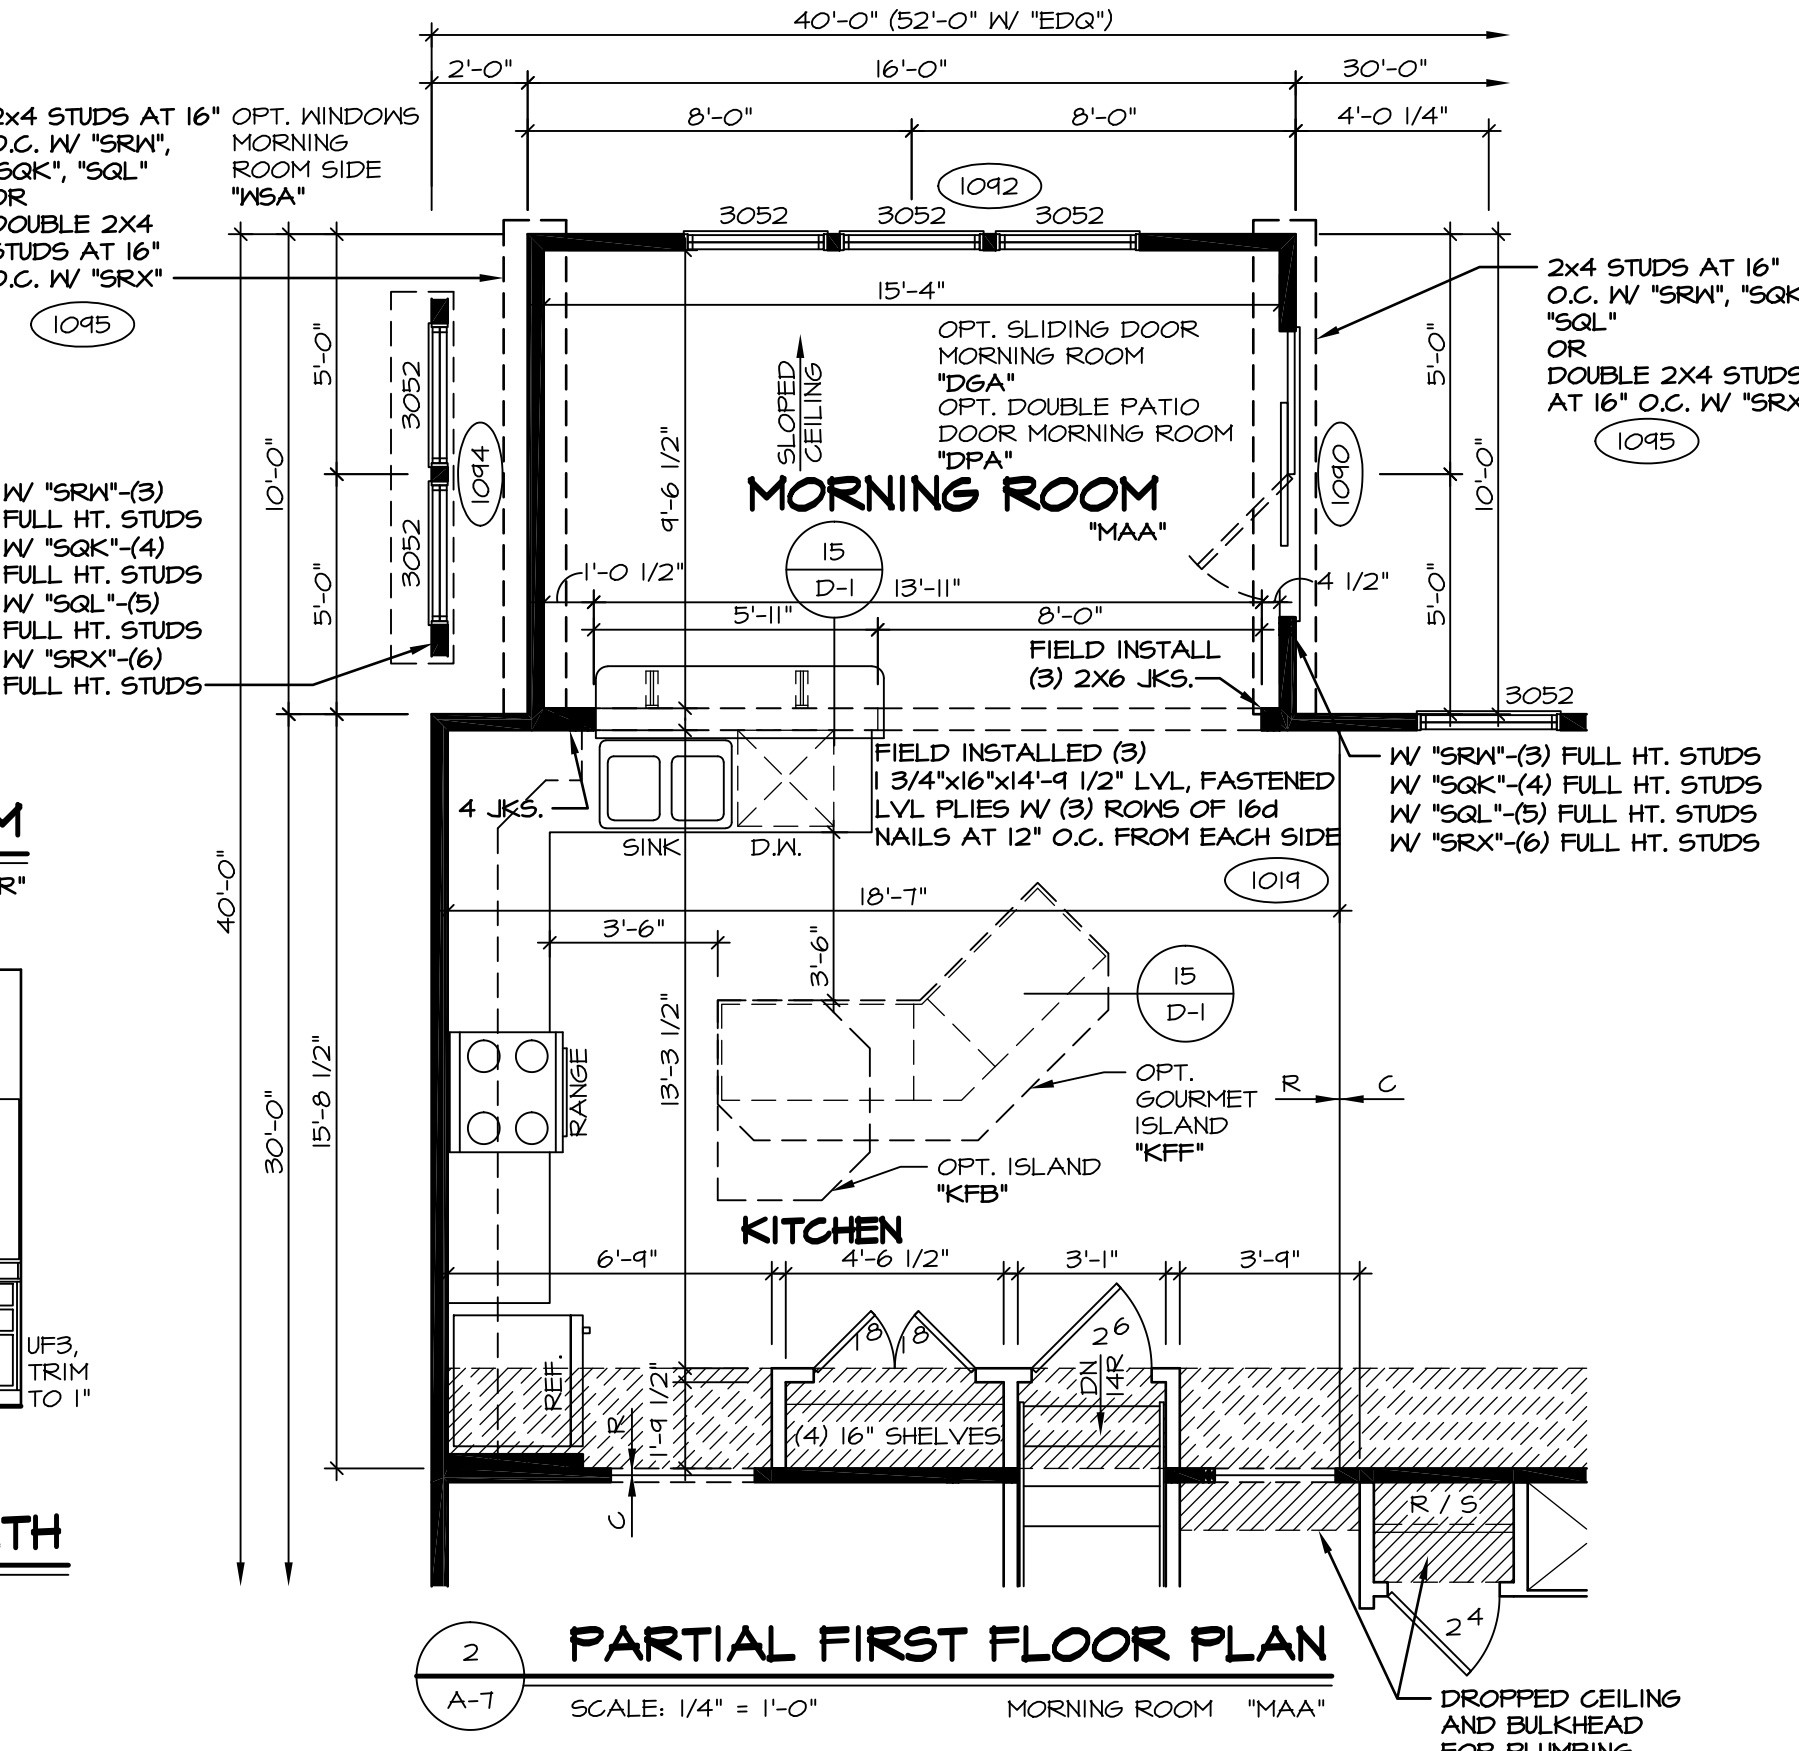 40'-0" (52'-0" W/ "EDQ")
2'-0"
16'-0"
30'-0"
8'-0"
8'-0"
4'-0 1/4"
2x4 STUDS AT 16"
O.C. W/ "SRW",
"SQK", "SQL"
OR
DOUBLE 2X4
STUDS AT 16"
O.C. W/ "SRX"
1095
OPT. WINDOWS
MORNING
ROOM SIDE
"WSA"
1092
3052
3052
3052
15'-4"
2x4 STUDS AT 16"
O.C. W/ "SRW", "SQK
"SQL"
OR
DOUBLE 2X4 STUDS
AT 16" O.C. W/ "SRX
1095
5'-0"
5'-0"
10'-0"
3052
3052
1094
SLOPED
CEILING
OPT. SLIDING DOOR
MORNING ROOM
"DGA"
OPT. DOUBLE PATIO
DOOR MORNING ROOM
"DPA"
MORNING ROOM
"MAA"
9'-6 1/2"
1090
5'-0"
5'-0"
10'-0"
W/ "SRW"-(3)
FULL HT. STUDS
W/ "SQK"-(4)
FULL HT. STUDS
W/ "SQL"-(5)
FULL HT. STUDS
W/ "SRX"-(6)
FULL HT. STUDS
15
D-1
1'-0 1/2"
13'-11"
4 1/2"
5'-11"
8'-0"
FIELD INSTALL
(3) 2X6 JKS.
3052
FIELD INSTALLED (3)
1 3/4"x16"x14'-9 1/2" LVL, FASTENED
LVL PLIES W/ (3) ROWS OF 16d
NAILS AT 12" O.C. FROM EACH SIDE
1019
W/ "SRW"-(3) FULL HT. STUDS
W/ "SQK"-(4) FULL HT. STUDS
W/ "SQL"-(5) FULL HT. STUDS
W/ "SRX"-(6) FULL HT. STUDS
4 JKS.
SINK
D.W.
M
R"
40'-0"
30'-0"
15'-8 1/2"
18'-7"
3'-6"
3'-6"
15
D-1
13'-3 1/2"
RANGE
OPT.
GOURMET
ISLAND
"KFF"
R
C
OPT. ISLAND
"KFB"
KITCHEN
6'-9"
4'-6 1/2"
3'-1"
3'-9"
UF3,
TRIM
TO 1"
REF.
R
C
1'-9 1/2"
18
18
26
DN
14R
(4) 16" SHELVES
R / S
24
TH
2
A-7
PARTIAL FIRST FLOOR PLAN
SCALE: 1/4" = 1'-0"
MORNING ROOM "MAA"
DROPPED CEILING
AND BULKHEAD
FOR PLUMBING